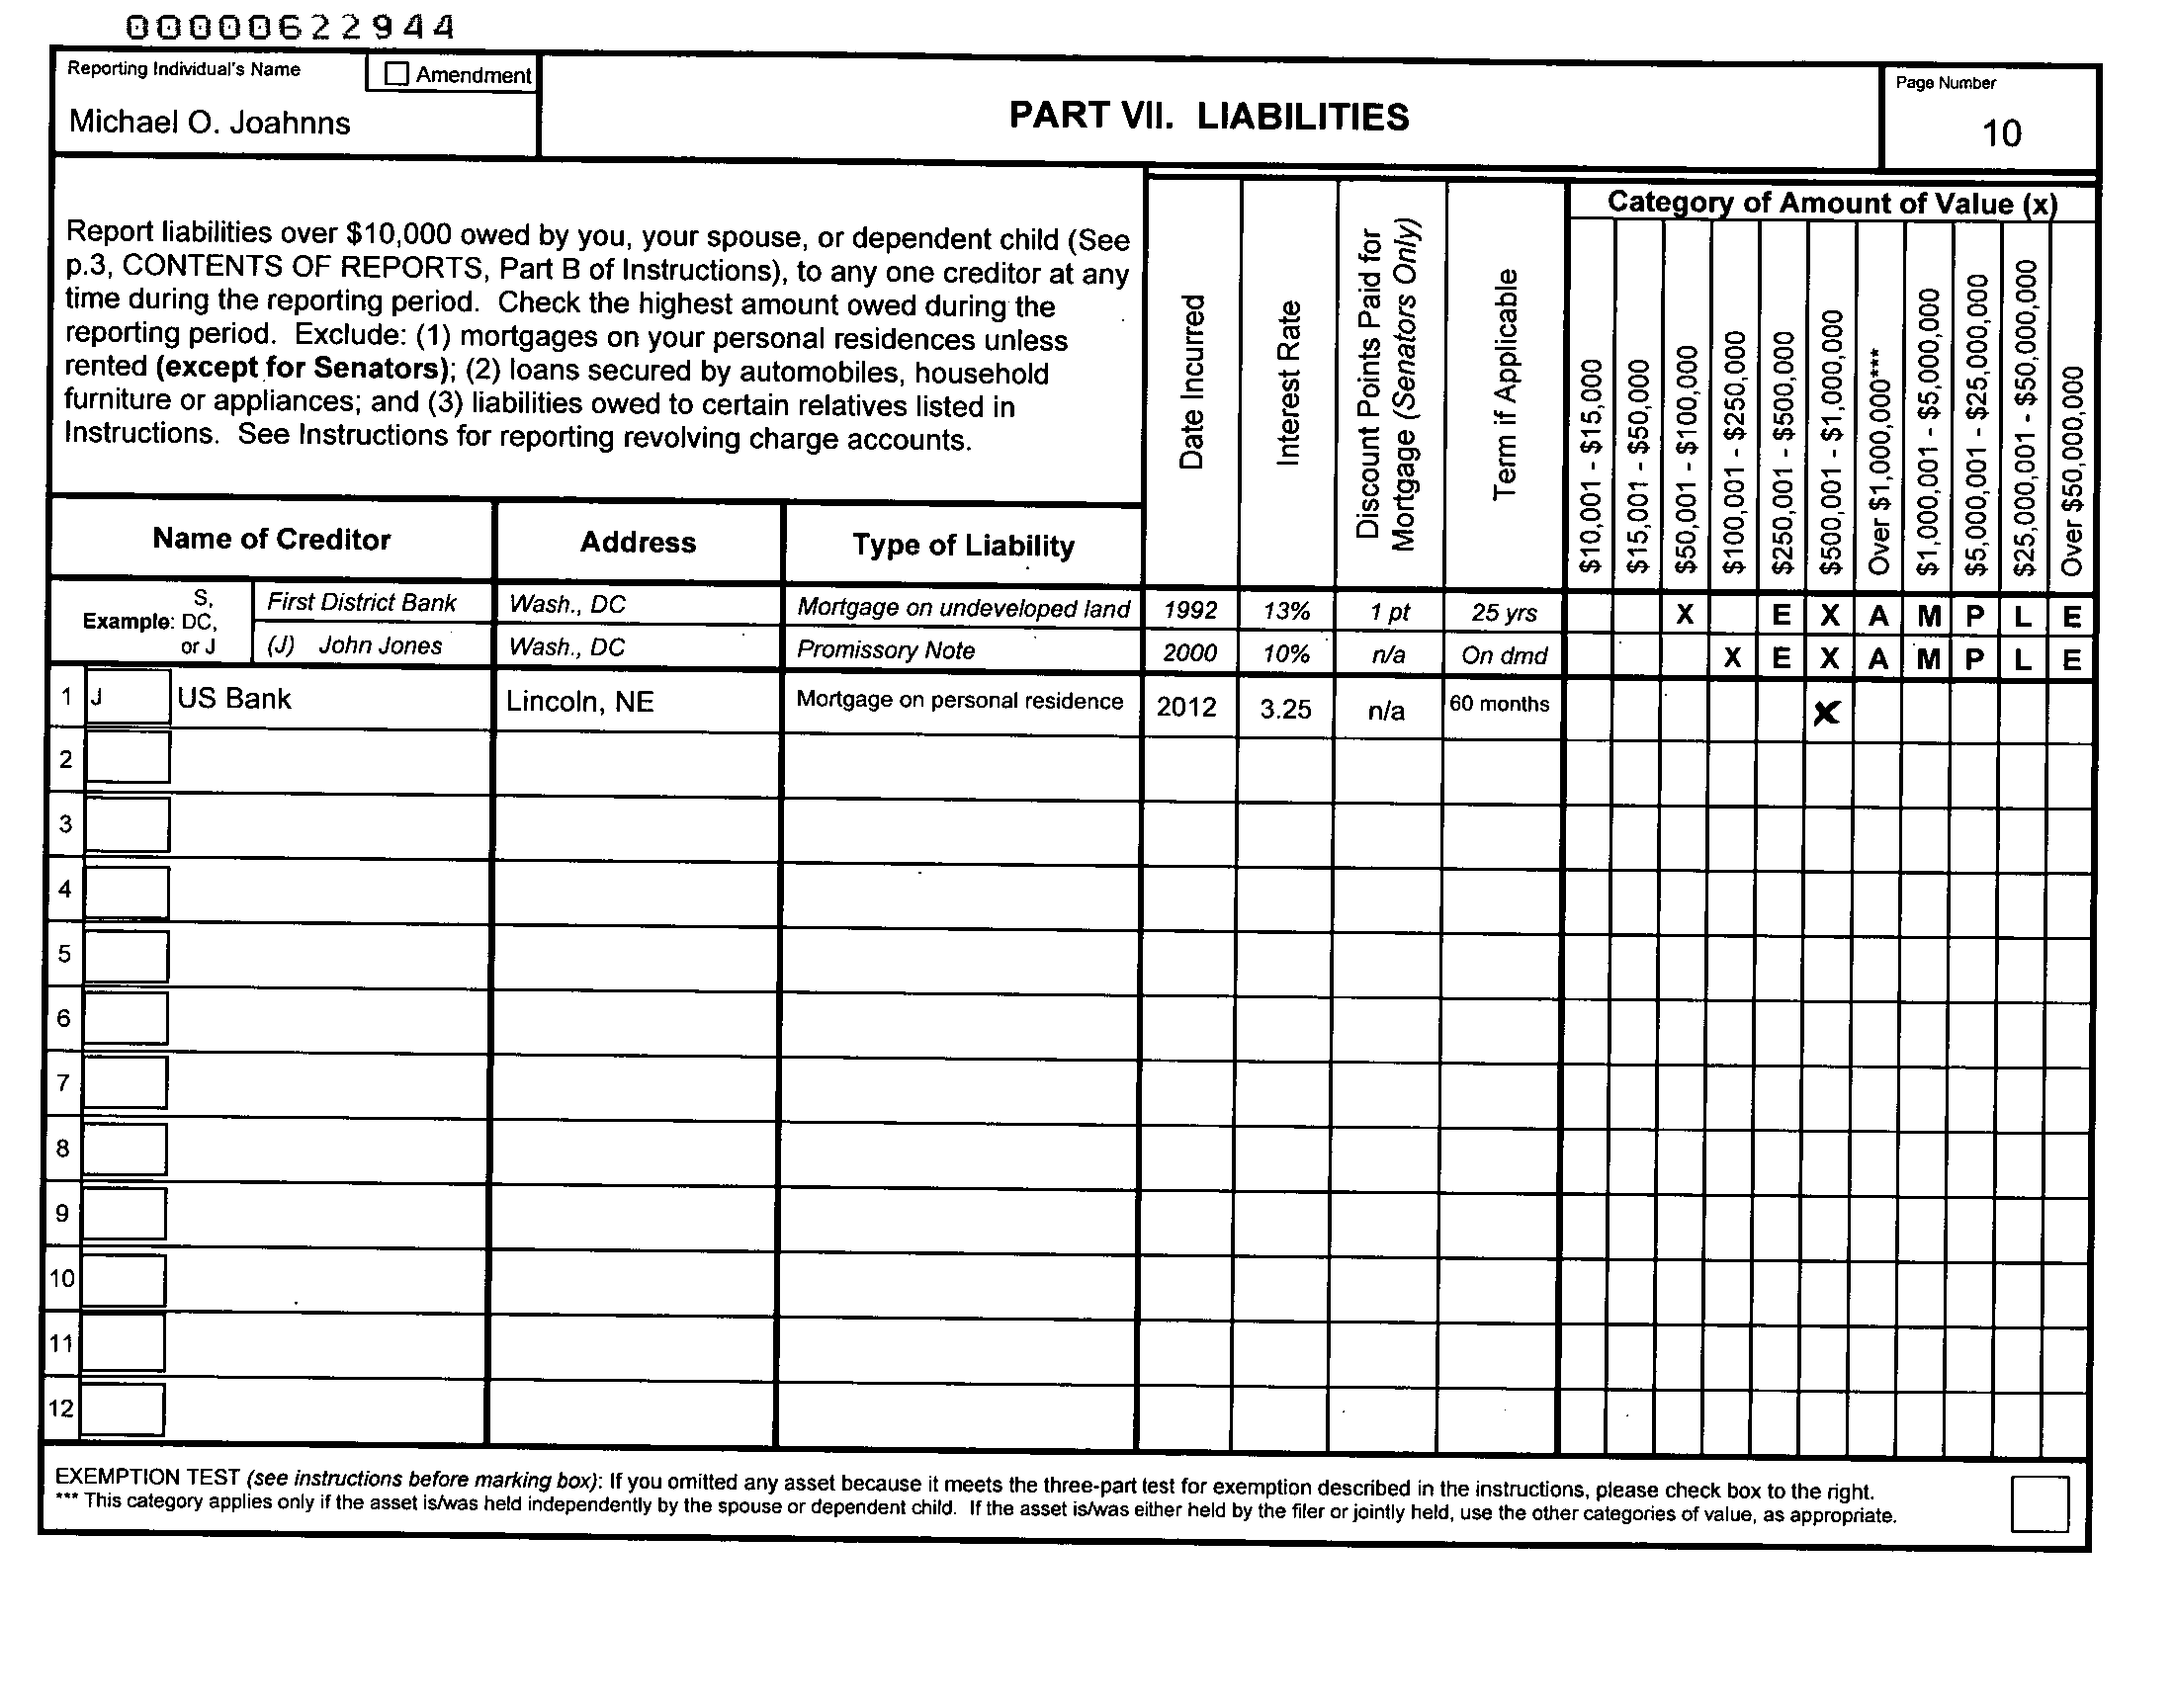 00000622944
Reporting Individual's Name
Amendment
Michael O. Joahnns
PART VII. LIABILITIES
Page Number
10
Report liabilities over $10,000 owed by you, your spouse, or dependent child (See
p.3, CONTENTS OF REPORTS, Part B of Instructions), to any one creditor at any
time during the reporting period. Check the highest amount owed during the
reporting period. Exclude: (1) mortgages on your personal residences unless
rented (except for Senators); (2) loans secured by automobiles, household
furniture or appliances; and (3) liabilities owed to certain relatives listed in
Instructions. See Instructions for reporting revolving charge accounts.
Name of Creditor
Address
Type of Liability
Date Incurred
Interest Rate
Discount Points Paid for
Mortgage (Senators Only)
Term if Applicable
Category of Amount of Value (x)
$10,001 - $15,000
$15,001 - $50,000
$50,001 - $100,000
$100,001 - $250,000
$250,001 - $500,000
$500,001 - $1,000,000
Over $1,000,000***
$1,000,001 - $5,000,000
$5,000,001 - $25,000,000
$25,000,001 - $50,000,000
Over $50,000,000
Example:
S,
DC,
or J
First District Bank Wash., DC Mortgage on undeveloped land 1992 13% 1 pt 25 yrs X E X A M P L E
(J) John Jones Wash., DC Promissory Note 2000 10% n/a On dmd X E X A M P L E
1 J US Bank Lincoln, NE Mortgage on personal residence 2012 3.25 n/a 60 months X
2
3
4
5
6
7
8
9
10
11
12
EXEMPTION TEST (see instructions before marking box): If you omitted any asset because it meets the three-part test for exemption described in the instructions, please check box to the right.
*** This category applies only if the asset is/was held independently by the spouse or dependent child. If the asset is/was either held by the filer or jointly held, use the other categories of value, as appropriate.